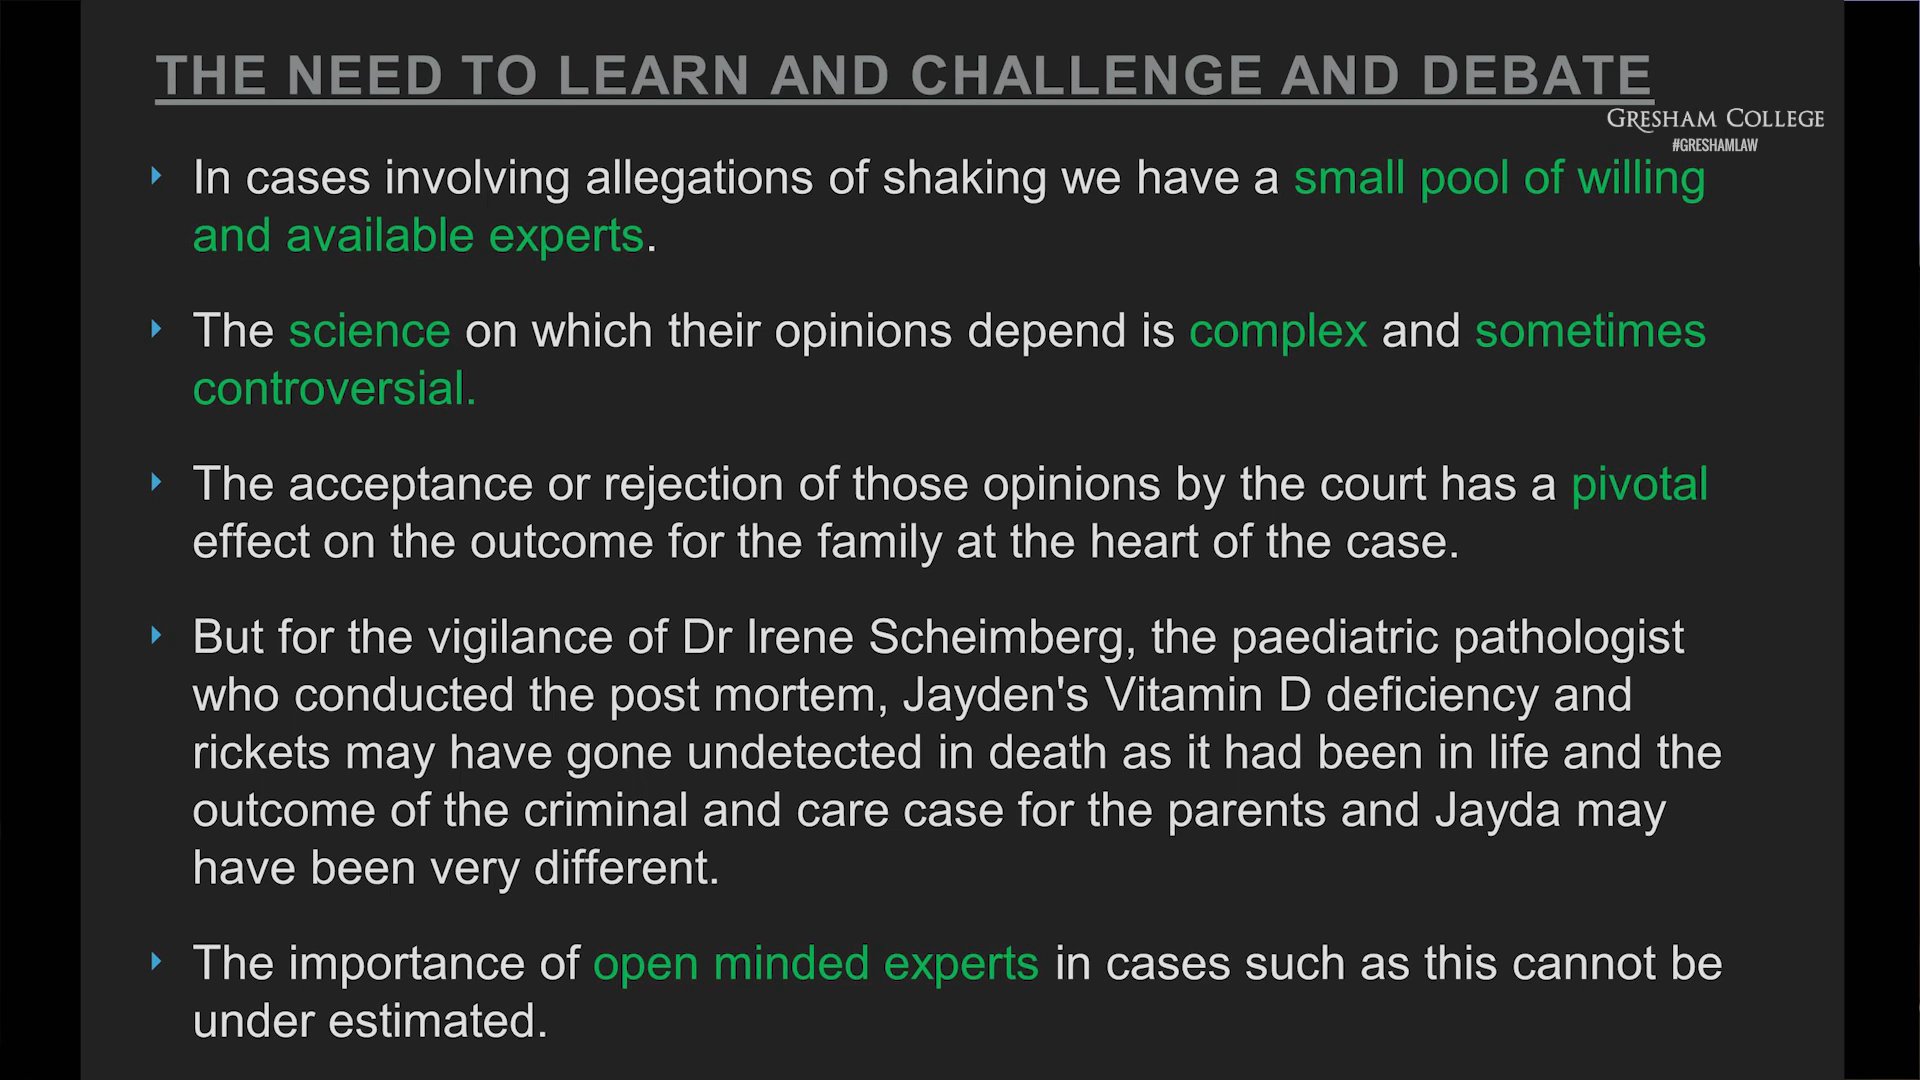 THE NEED TO LEARN AND CHALLENGE AND DEBATE
GRESHAM COLLEGE
#GRESHAMLAW
In cases involving allegations of shaking we have a small pool of willing
and available experts.
The science on which their opinions depend is complex and sometimes
controversial.
The acceptance or rejection of those opinions by the court has a pivotal
effect on the outcome for the family at the heart of the case.
But for the vigilance of Dr Irene Scheimberg, the paediatric pathologist
who conducted the post mortem, Jayden's Vitamin D deficiency and
rickets may have gone undetected in death as it had been in life and the
outcome of the criminal and care case for the parents and Jayda may
have been very different.
The importance of open minded experts in cases such as this cannot be
under estimated.